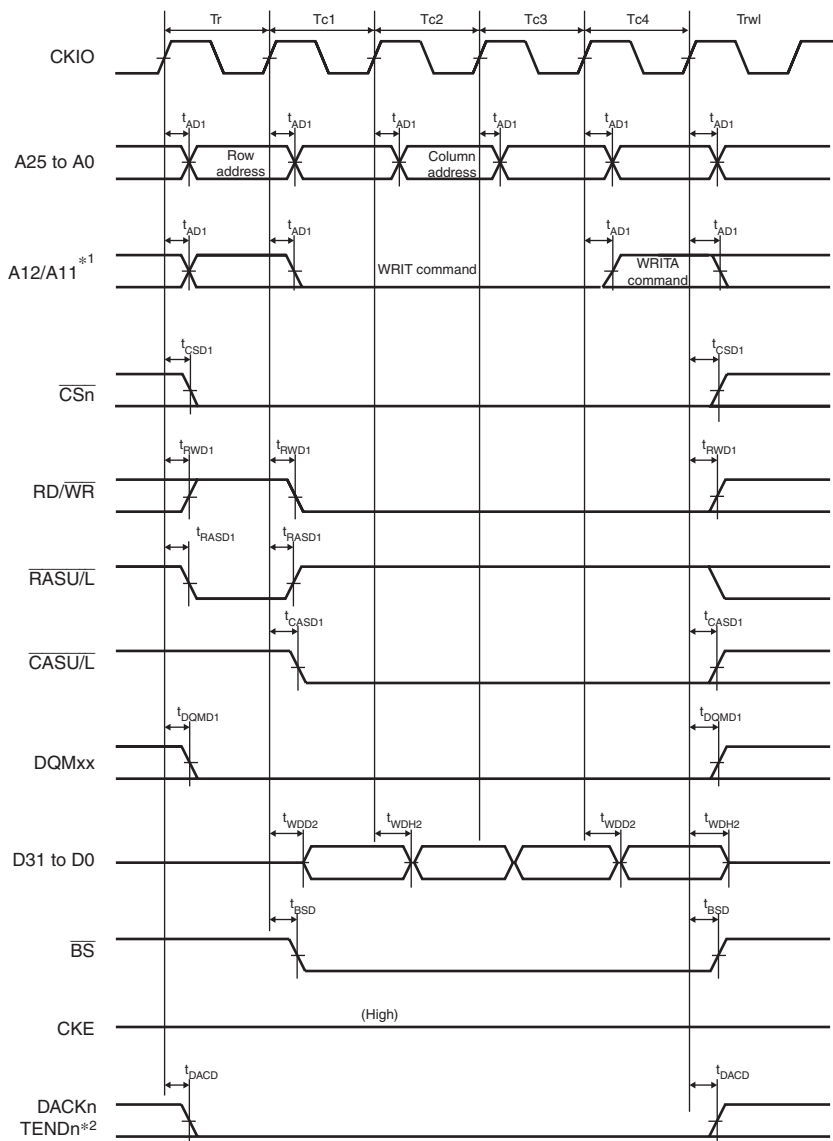 Tr Tc1 Tc2 Tc3 Tc4 Trwl
CKIO
tAD1 tAD1 tAD1 tAD1 tAD1 tAD1
A25 to A0
Row address
Column address
tAD1 tAD1 tAD1 tAD1
A12/A11*1
WRIT command
WRITA command
tCSD1 tCSD1
CSn
tRWD1 tRWD1 tRWD1
RD/WR
tRASD1 tRASD1
RASU/L
tCASD1 tCASD1
CASU/L
tDQMD1 tDQMD1
DQMxx
tWDD2 tWDH2 tWDD2 tWDH2
D31 to D0
tBSD tBSD
BS
(High)
CKE
tDACD tDACD
DACKn
TENDn*2